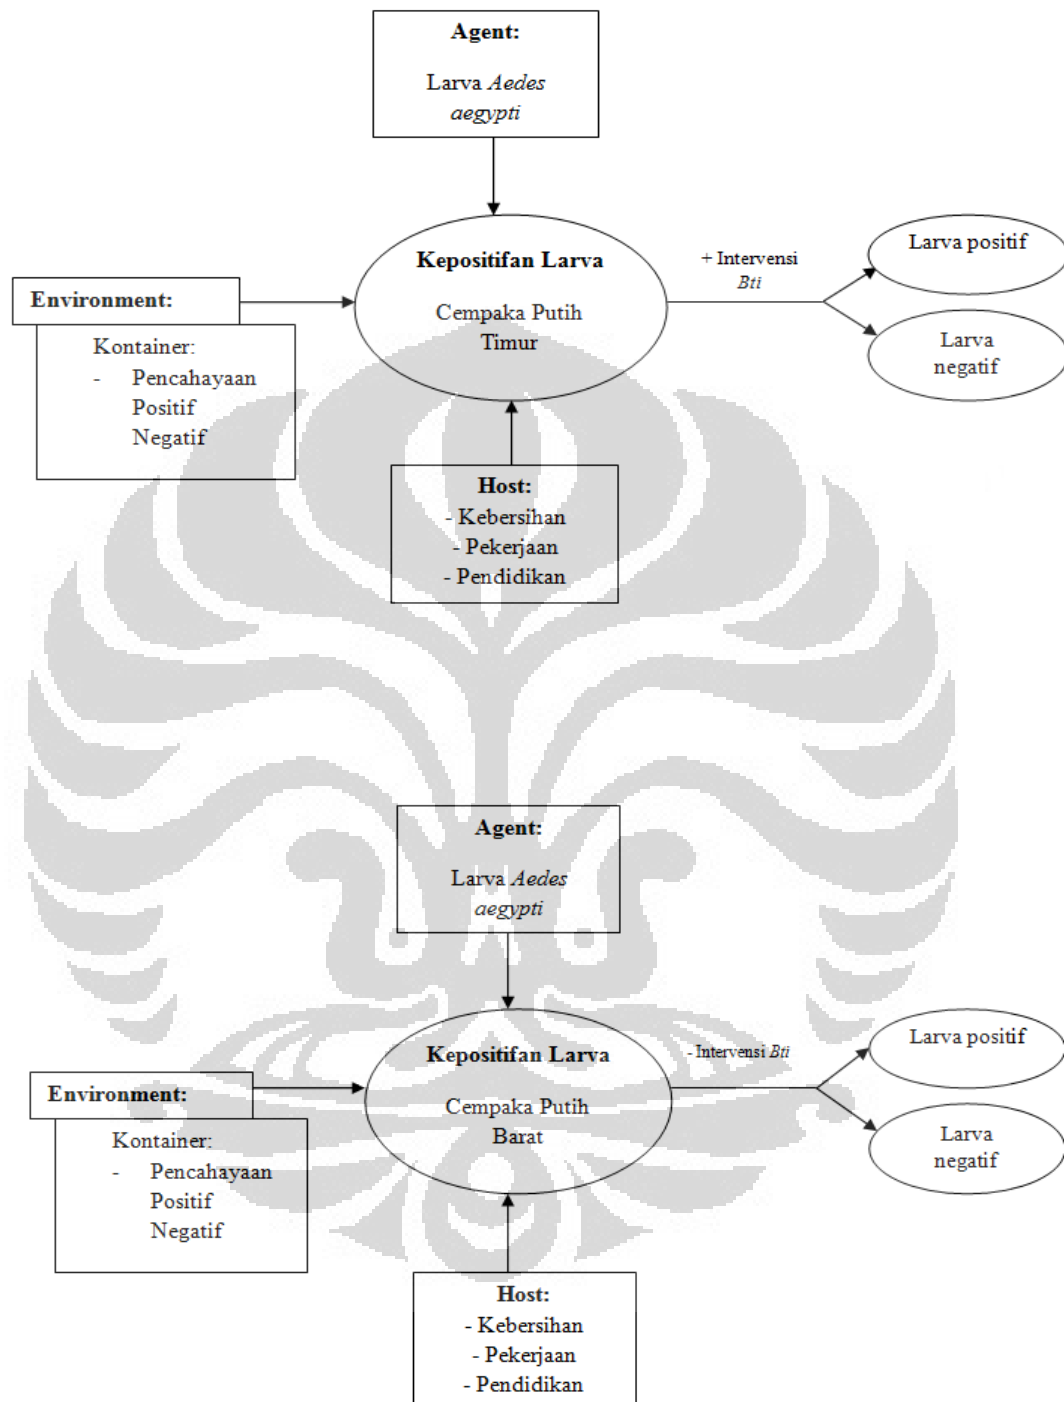 Agent:
Larva Aedes
aegypti
Kepositifan Larva
Cempaka Putih
Timur
+ Intervensi
Bti
Larva positif
Larva
negatif
Environment:
Kontainer:
- Pencahayaan
Positif
Negatif
Host:
- Kebersihan
- Pekerjaan
- Pendidikan
Agent:
Larva Aedes
aegypti
Kepositifan Larva
Cempaka Putih
Barat
- Intervensi Bti
Larva positif
Larva
negatif
Environment:
Kontainer:
- Pencahayaan
Positif
Negatif
Host:
- Kebersihan
- Pekerjaan
- Pendidikan